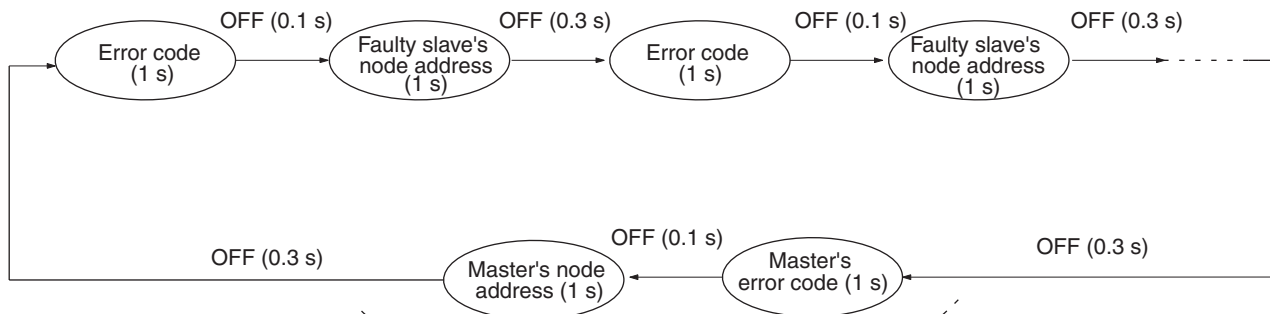 OFF (0.1 s)
OFF (0.3 s)
OFF (0.1 s)
OFF (0.3 s)
Error code
(1 s)
Faulty slave's
node address
(1 s)
Error code
(1 s)
Faulty slave's
node address
(1 s)
OFF (0.3 s)
Master's node
address (1 s)
OFF (0.1 s)
Master's
error code (1 s)
OFF (0.3 s)